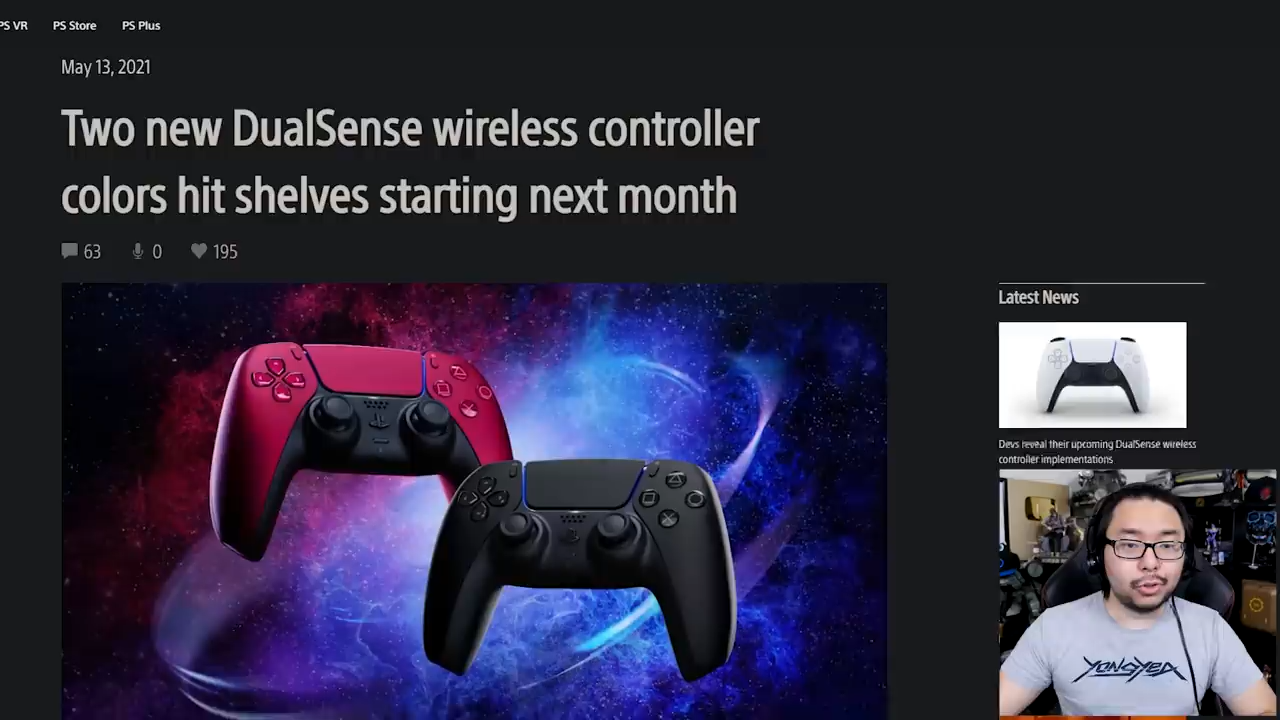 PS VR PS Store PS Plus
May 13, 2021
Two new DualSense wireless controller
colors hit shelves starting next month
63 0 195
Latest News
Devs reveal their upcoming DualSense wireless
controller implementations
YONGYEA